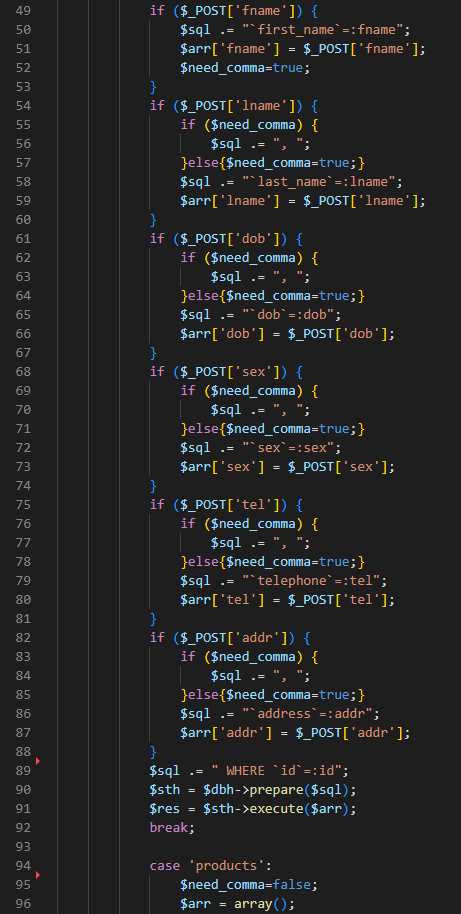 49 if ($_POST['fname']) {
50 $sql .= "`first_name`=:fname";
51 $arr['fname'] = $_POST['fname'];
52 $need_comma=true;
53 }
54 if ($_POST['lname']) {
55 if ($need_comma) {
56 $sql .= ", ";
57 }else{$need_comma=true;}
58 $sql .= "`last_name`=:lname";
59 $arr['lname'] = $_POST['lname'];
60 }
61 if ($_POST['dob']) {
62 if ($need_comma) {
63 $sql .= ", ";
64 }else{$need_comma=true;}
65 $sql .= "`dob`=:dob";
66 $arr['dob'] = $_POST['dob'];
67 }
68 if ($_POST['sex']) {
69 if ($need_comma) {
70 $sql .= ", ";
71 }else{$need_comma=true;}
72 $sql .= "`sex`=:sex";
73 $arr['sex'] = $_POST['sex'];
74 }
75 if ($_POST['tel']) {
76 if ($need_comma) {
77 $sql .= ", ";
78 }else{$need_comma=true;}
79 $sql .= "`telephone`=:tel";
80 $arr['tel'] = $_POST['tel'];
81 }
82 if ($_POST['addr']) {
83 if ($need_comma) {
84 $sql .= ", ";
85 }else{$need_comma=true;}
86 $sql .= "`address`=:addr";
87 $arr['addr'] = $_POST['addr'];
88 }
89 $sql .= " WHERE `id`=:id";
90 $sth = $dbh->prepare($sql);
91 $res = $sth->execute($arr);
92 break;
93
94 case 'products':
95 $need_comma=false;
96 $arr = array();